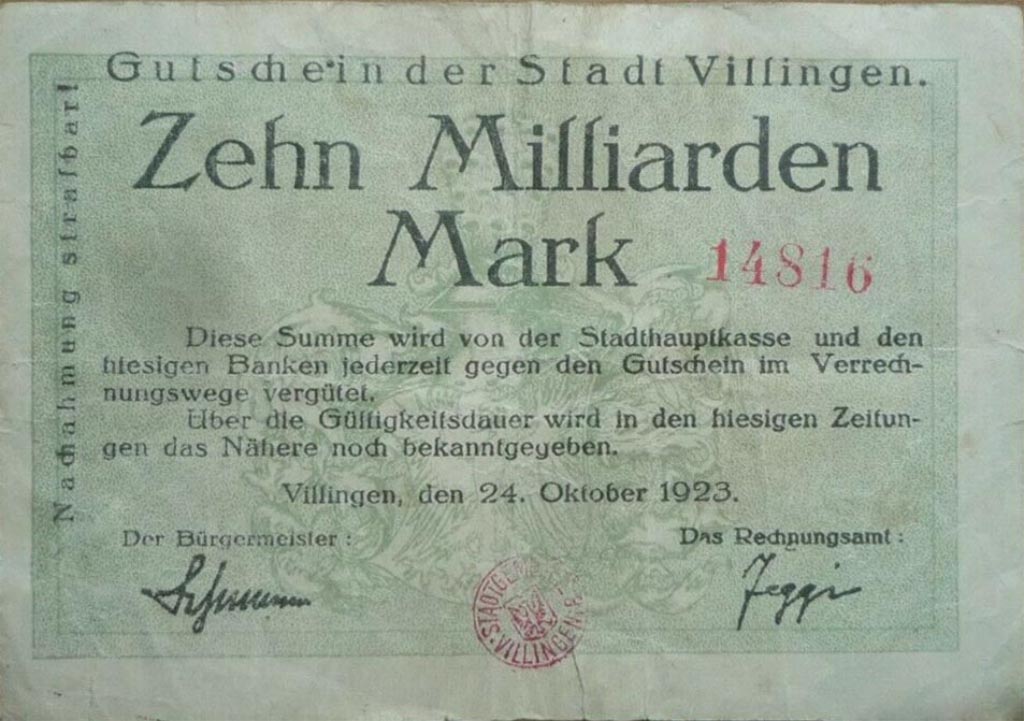 Gutschein der Stadt Villingen.
Zehn Milliarden
Mark
14816
Diese Summe wird von der Stadthauptkasse und den
hiesigen Banken jederzeit gegen den Gutschein im Verrech-
nungswege vergütet.
Über die Gültigkeitsdauer wird in den hiesigen Zeitun-
gen das Nähere noch bekanntgegeben.
Villingen, den 24. Oktober 1923.
Der Bürgermeister:
Das Rechnungsamt:
VILLINGEN
Nachahmung strafbar!